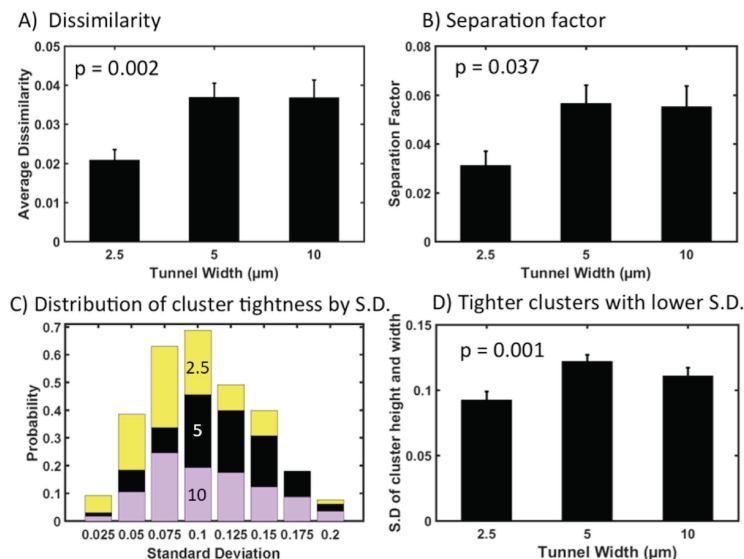 A) Dissimilarity
0.05
0.04
0.03
0.02
0.01
0
Average Dissimilarity
p = 0.002
2.5 5 10
Tunnel Width (µm)
B) Separation factor
0.08
0.06
0.04
0.02
0
Separation Factor
p = 0.037
2.5 5 10
Tunnel Width (µm)
C) Distribution of cluster tightness by S.D.
0.7
0.6
0.5
0.4
0.3
0.2
0.1
0
Probability
2.5
5
10
0.025 0.05 0.075 0.1 0.125 0.15 0.175 0.2
Standard Deviation
D) Tighter clusters with lower S.D.
0.15
0.1
0.05
0
S.D of cluster height and width
p = 0.001
2.5 5 10
Tunnel Width (µm)